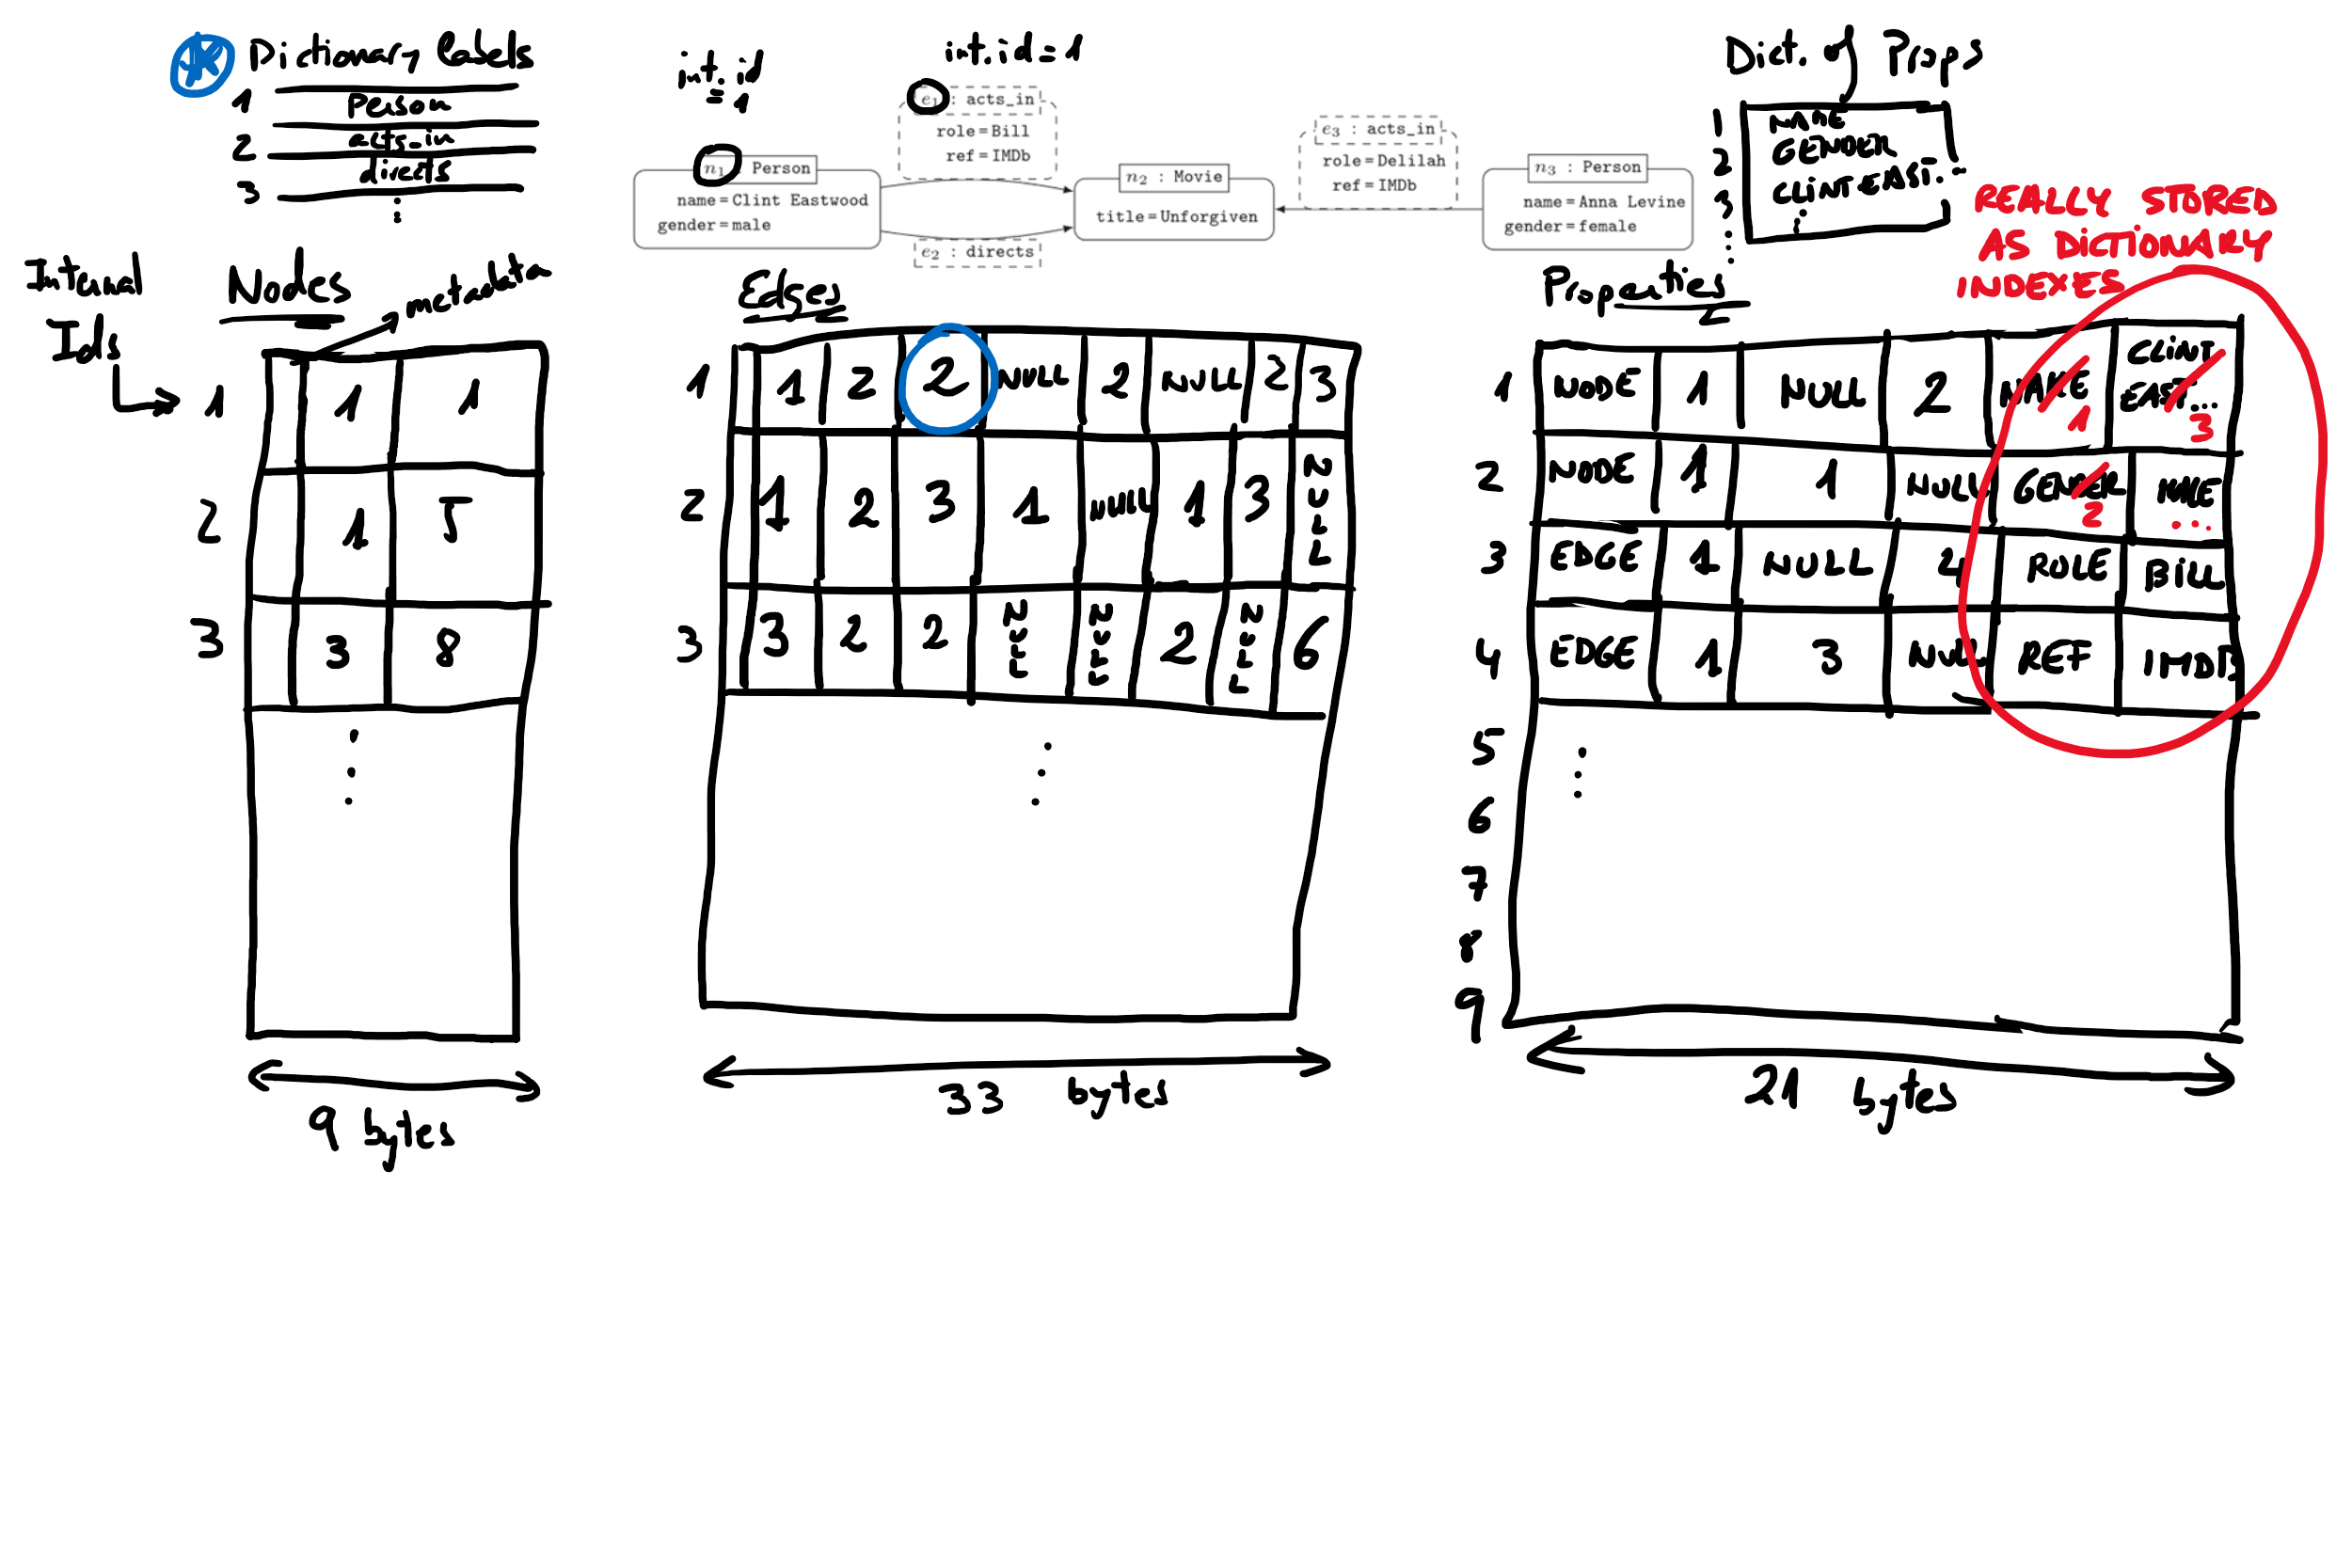 Dictionary labels
1 Person
2 acts_in
3 directs
int. id = 1
int. id = 1
e1 : acts_in
role = Bill
ref = IMDb
n1 : Person
name = Clint Eastwood
gender = male
e2 : directs
n2 : Movie
title = Unforgiven
e3 : acts_in
role = Delilah
ref = IMDb
n3 : Person
name = Anna Levine
gender = female
Dict. of Props
1 NAME
2 GENDER
3 CLINT EAST...
REALLY STORED
AS DICTIONARY
INDEXES
Internal
Ids
Nodes
metadata
1 1 1
2 1 5
3 3 8
9 bytes
Edges
1 1 2 2 NULL 2 NULL 2 3
2 1 2 3 1 NULL 1 3 NULL
3 3 2 2 NULL NULL 2 NULL 6
33 bytes
Properties
1 NODE 1 NULL 2 NAME 1 CLINT EAST... 3
2 NODE 1 1 NULL GENDER 2 MALE ...
3 EDGE 1 NULL 4 ROLE BILL
4 EDGE 1 3 NULL REF IMDB
5
6
7
8
9
21 bytes